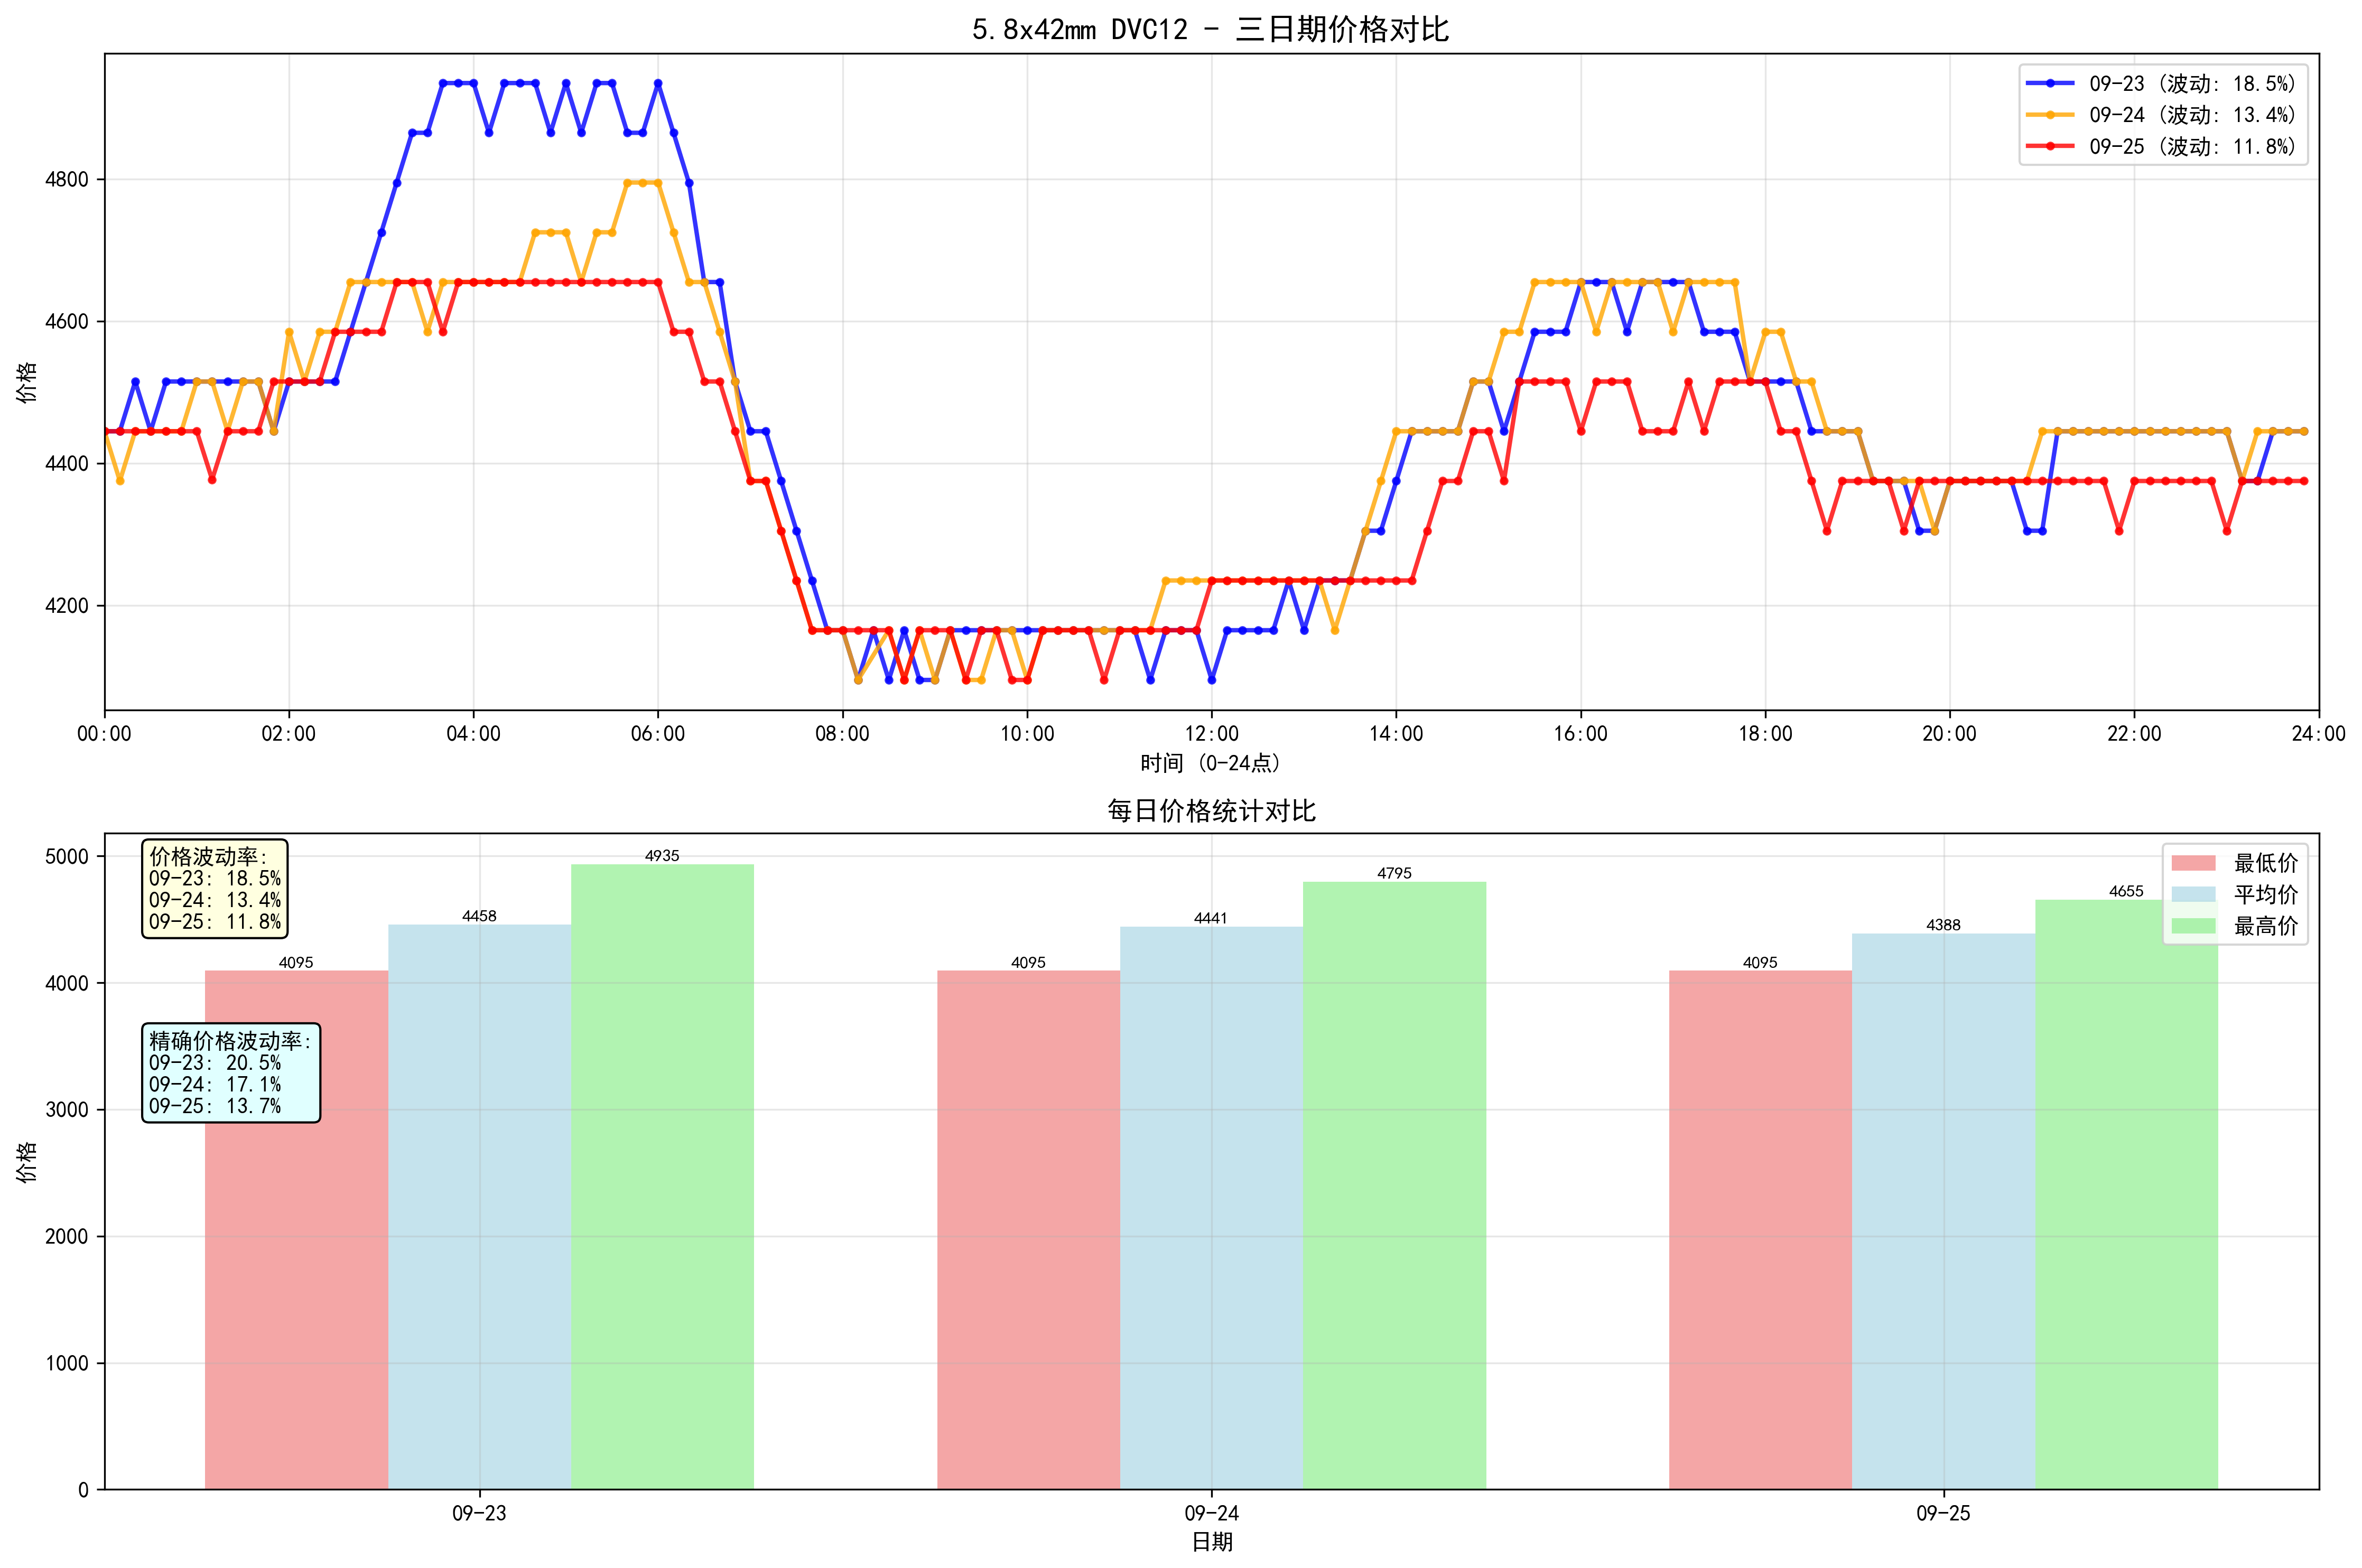 5.8x42mm DVC12 - 三日期价格对比
09-23 (波动: 18.5%)
09-24 (波动: 13.4%)
09-25 (波动: 11.8%)
价格
4800
4600
4400
4200
00:00 02:00 04:00 06:00 08:00 10:00 12:00 14:00 16:00 18:00 20:00 22:00 24:00
时间 (0-24点)
每日价格统计对比
最低价
平均价
最高价
价格波动率:
09-23: 18.5%
09-24: 13.4%
09-25: 11.8%
精确价格波动率:
09-23: 20.5%
09-24: 17.1%
09-25: 13.7%
4095 4458 4935
4095 4441 4795
4095 4388 4655
价格
5000
4000
3000
2000
1000
0
09-23 09-24 09-25
日期